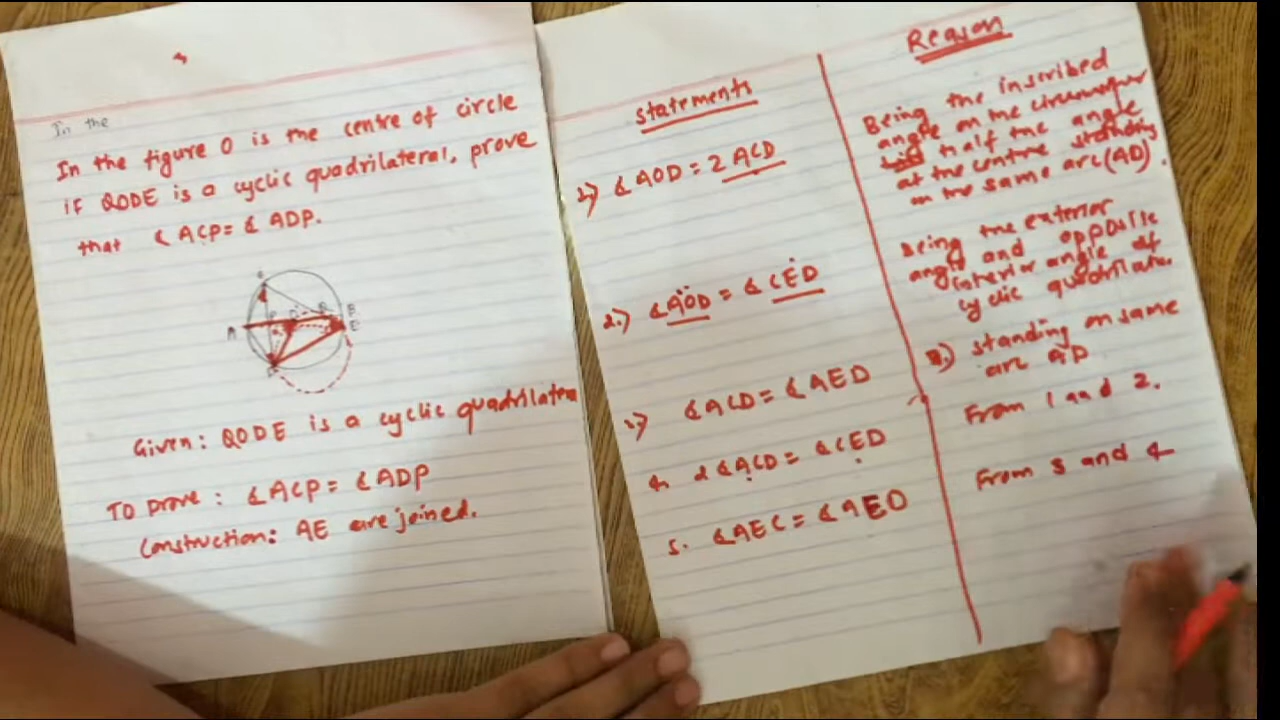 In the
In the figure O is the centre of circle
if QODE is a cyclic quadrilateral, prove
that ∡ ACP = ∡ ADP.
A
B
E
Given: QODE is a cyclic quadrilatera
To prove: ∡ACP = ∡ADP
Construction: AE are joined.
statements
1) ∡AOD = 2 ACD
2.) ∡AOD = ∡CED
∡ACD = ∡AED
4. 2∡ACD = ∡CED
5. ∡AEC = ∡AED
Reason
Being the inscribed
angle on the circumfer
half the angle
at the centre standing
on the same arc(AD).
Being the exterior
angle and opposite
interior angle of
cyclic quadrilate.
3.) standing on same
arc AD
From 1 and 2.
From 3 and 4